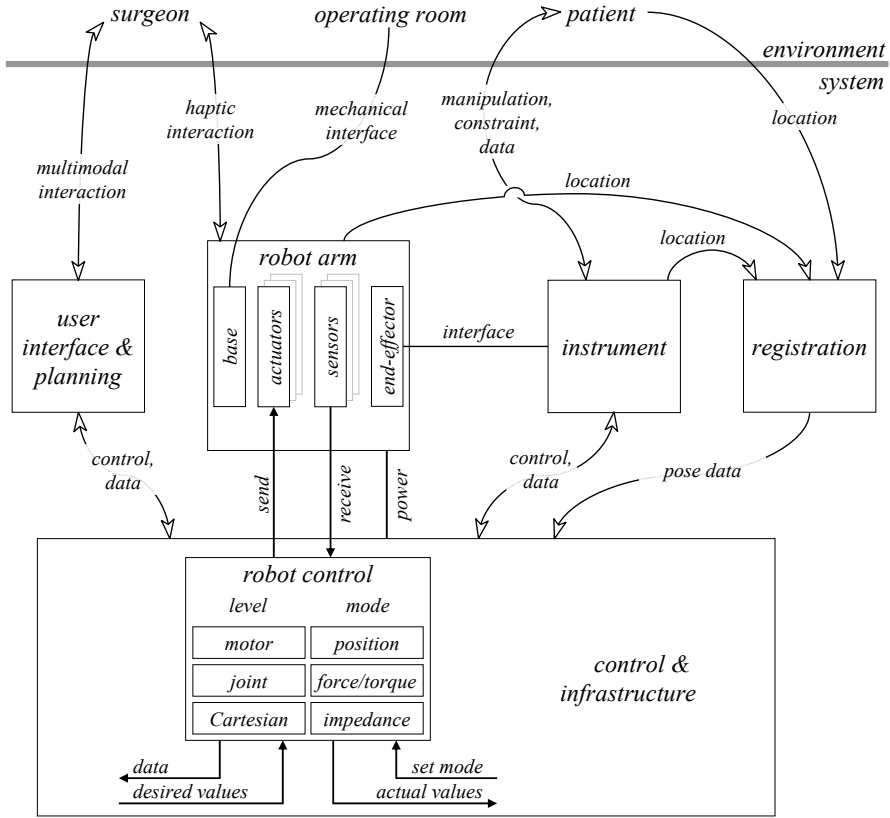 surgeon
operating room
patient
environment
system
haptic
interaction
mechanical
interface
manipulation,
constraint,
data
location
multimodal
interaction
location
location
robot arm
base
actuators
sensors
end-effector
interface
user
interface &
planning
instrument
registration
control,
data
send
receive
power
control,
data
pose data
robot control
level
mode
motor
position
joint
force/torque
Cartesian
impedance
control &
infrastructure
data
set mode
desired values
actual values